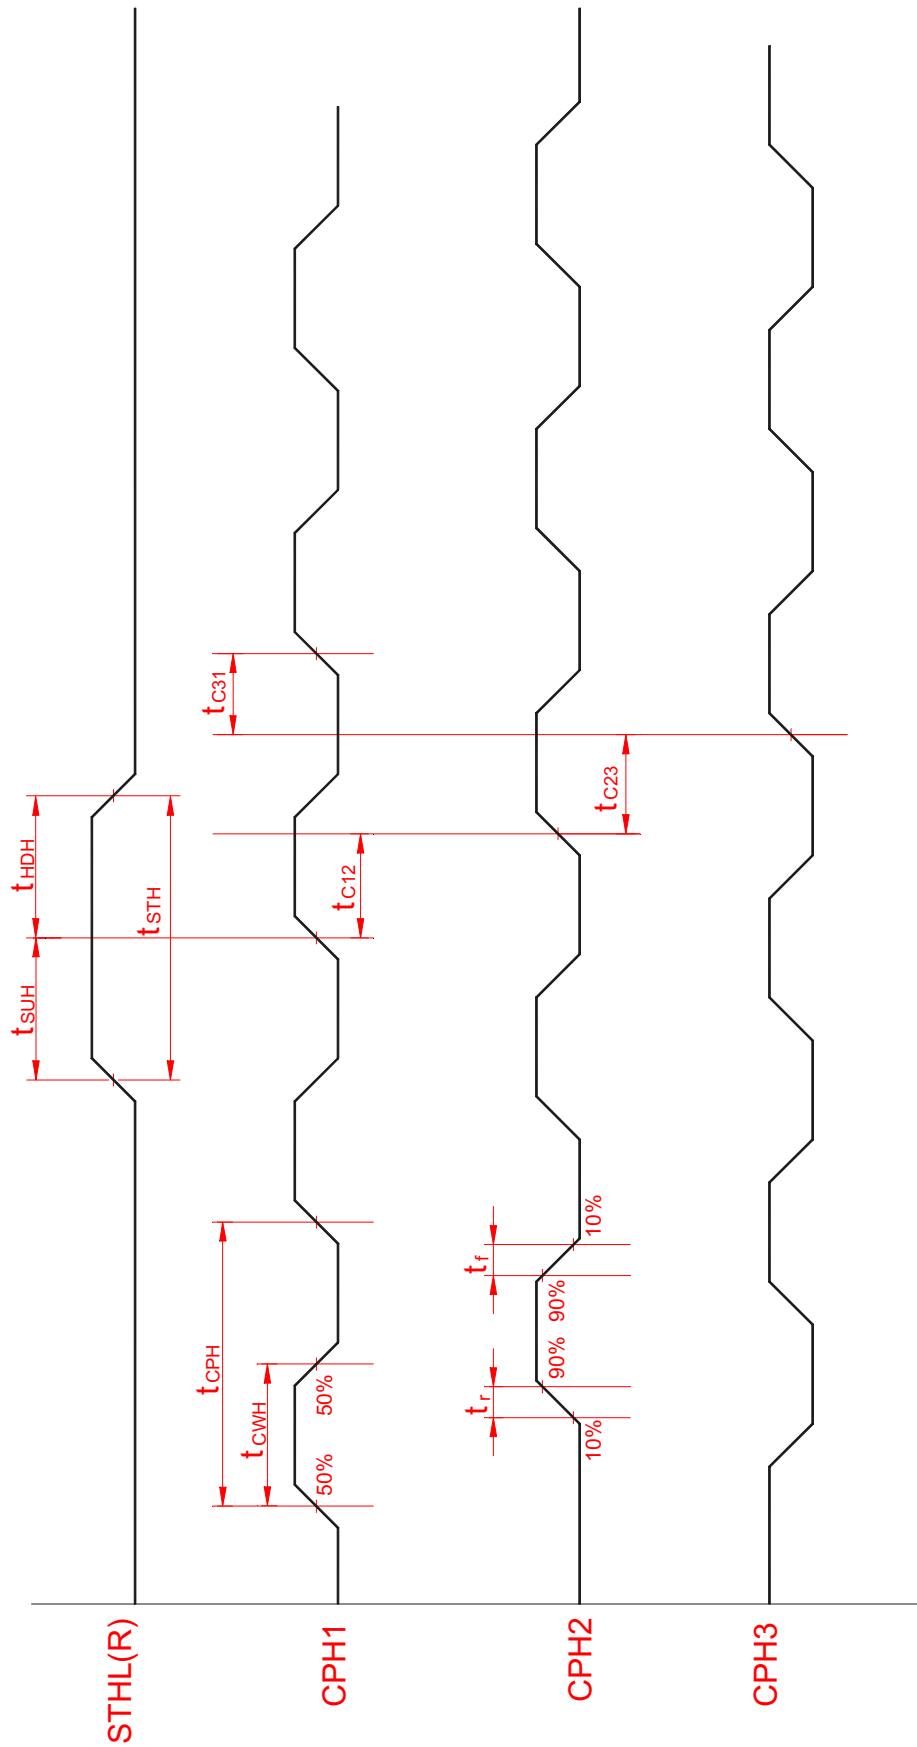 STHL(R)
tSUH
tHDH
tSTH
CPH1
tCPH
tCWH
50%
50%
tC12
tC31
CPH2
tr
tf
10%
90%
90%
10%
tC23
CPH3